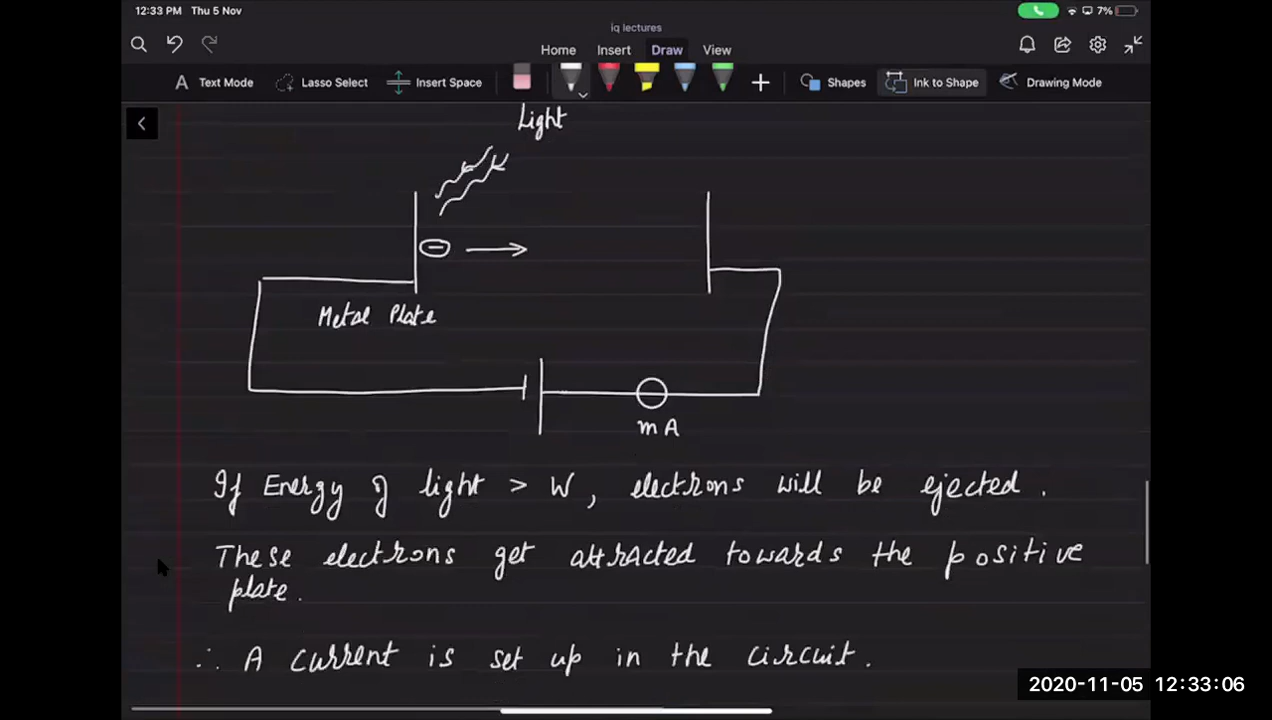 12:33 PM Thu 5 Nov
7%
iq lectures
Home Insert Draw View
Text Mode Lasso Select Insert Space Shapes Ink to Shape Drawing Mode
Light
Metal Plate
mA
If Energy of light > W, electrons will be ejected.
These electrons get attracted towards the positive
plate.
∴ A current is set up in the circuit.
2020-11-05 12:33:06